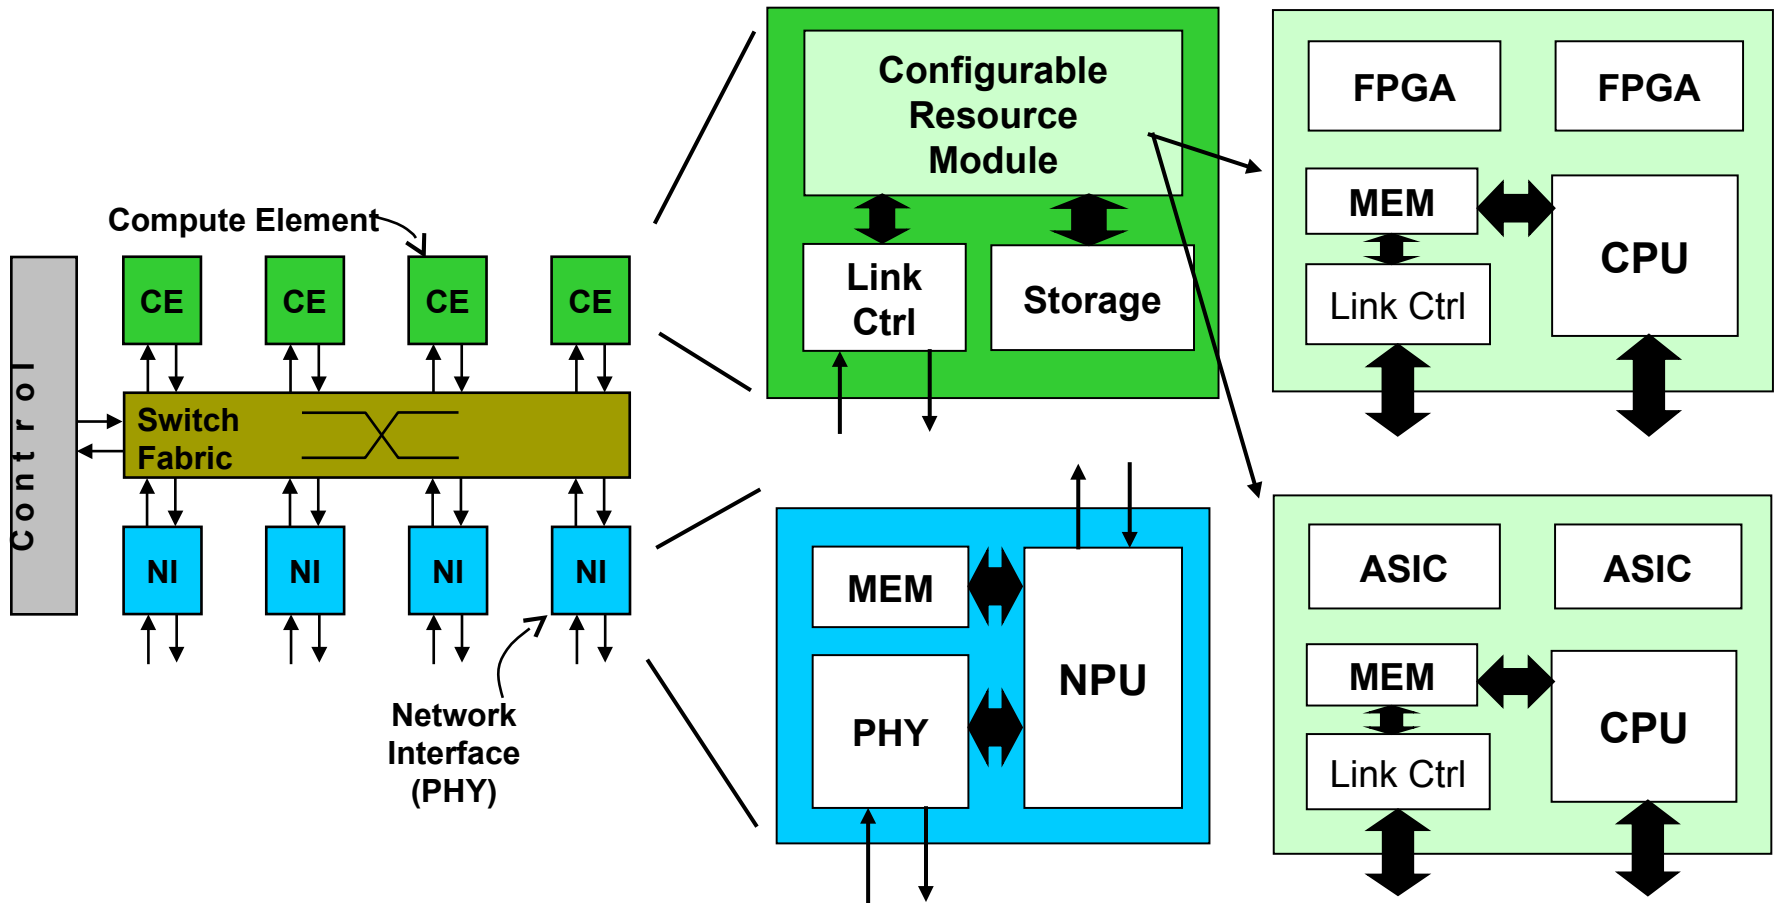 Compute Element
CE
CE
CE
CE
Control
Switch
Fabric
NI
NI
NI
NI
Network
Interface
(PHY)
Configurable
Resource
Module
Link
Ctrl
Storage
MEM
PHY
NPU
FPGA
FPGA
MEM
CPU
Link Ctrl
ASIC
ASIC
MEM
CPU
Link Ctrl